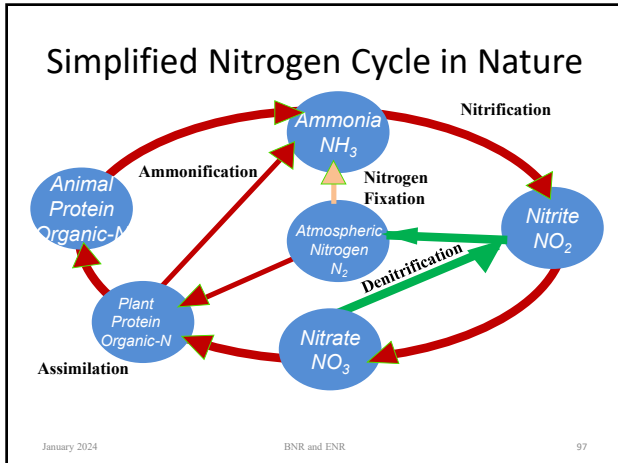 Simplified Nitrogen Cycle in Nature
Nitrification
Ammonia
NH₃
Ammonification
Nitrogen
Fixation
Animal
Protein
Organic-N
Atmospheric
Nitrogen
N₂
Nitrite
NO₂
Denitrification
Plant
Protein
Organic-N
Nitrate
NO₃
Assimilation
January 2024
BNR and ENR
97